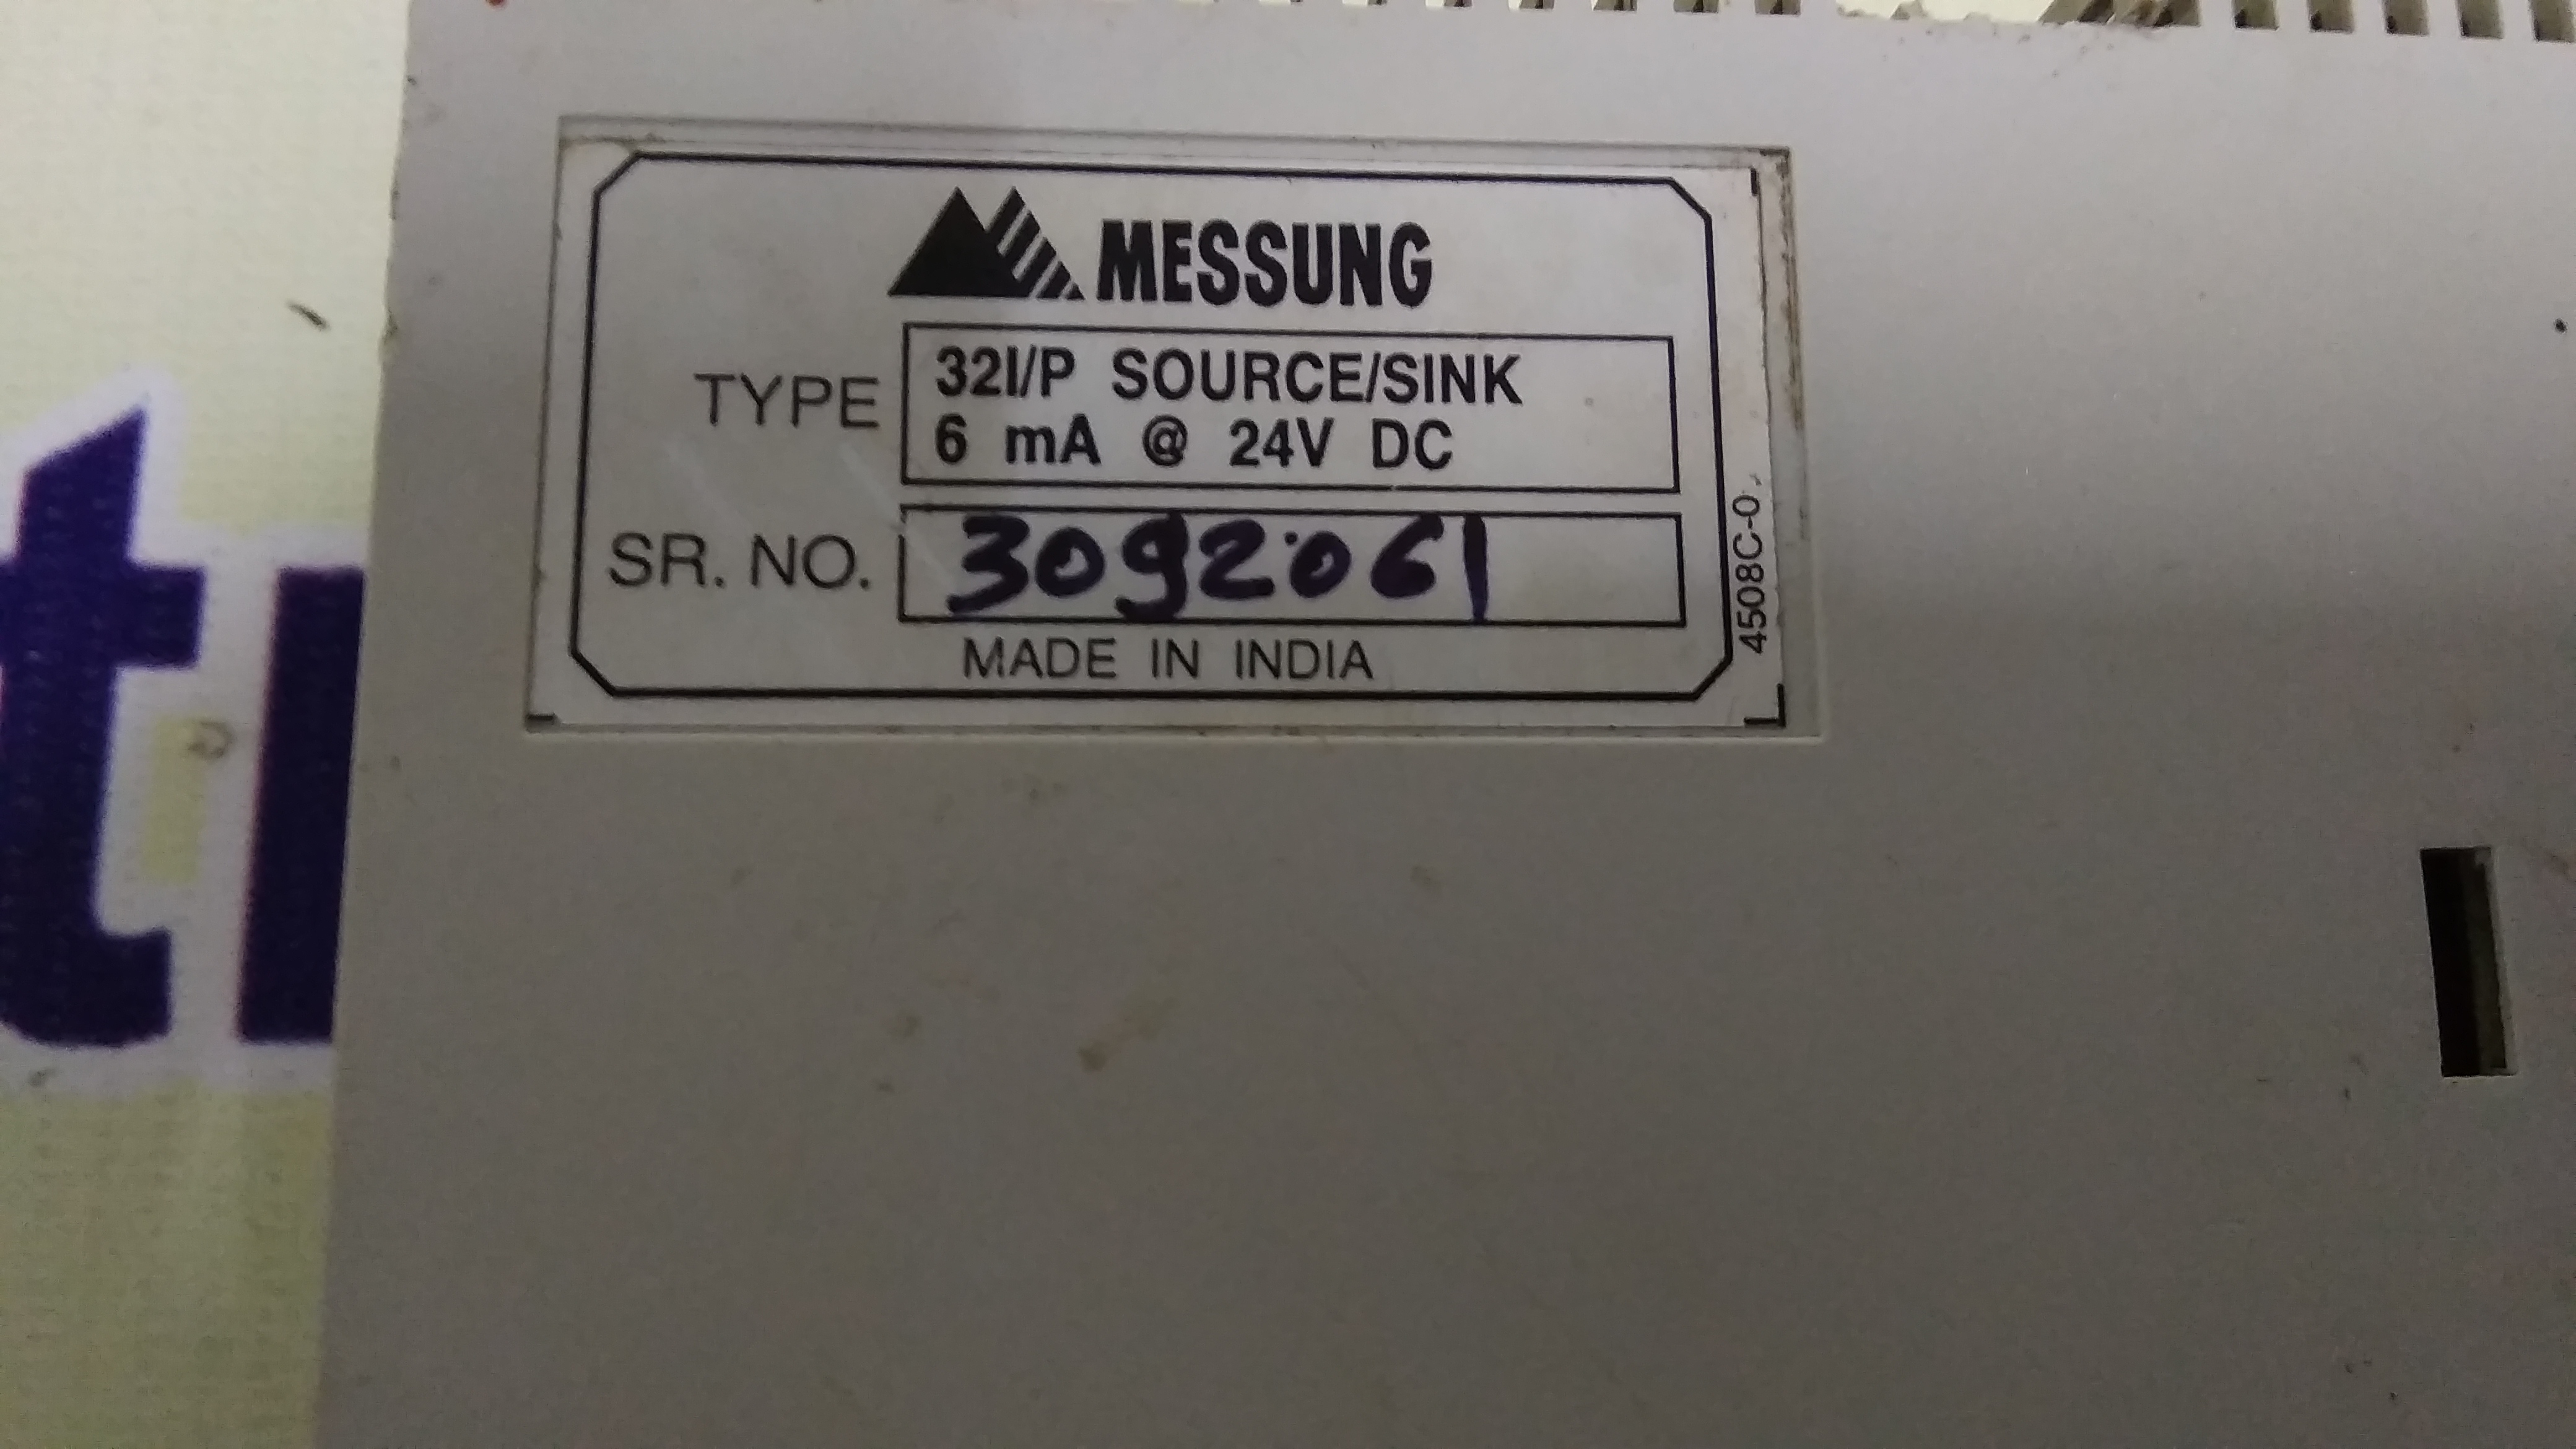 MESSUNG
TYPE 32I/P SOURCE/SINK
6 mA @ 24V DC
SR. NO. 3092061
MADE IN INDIA
4508C-0